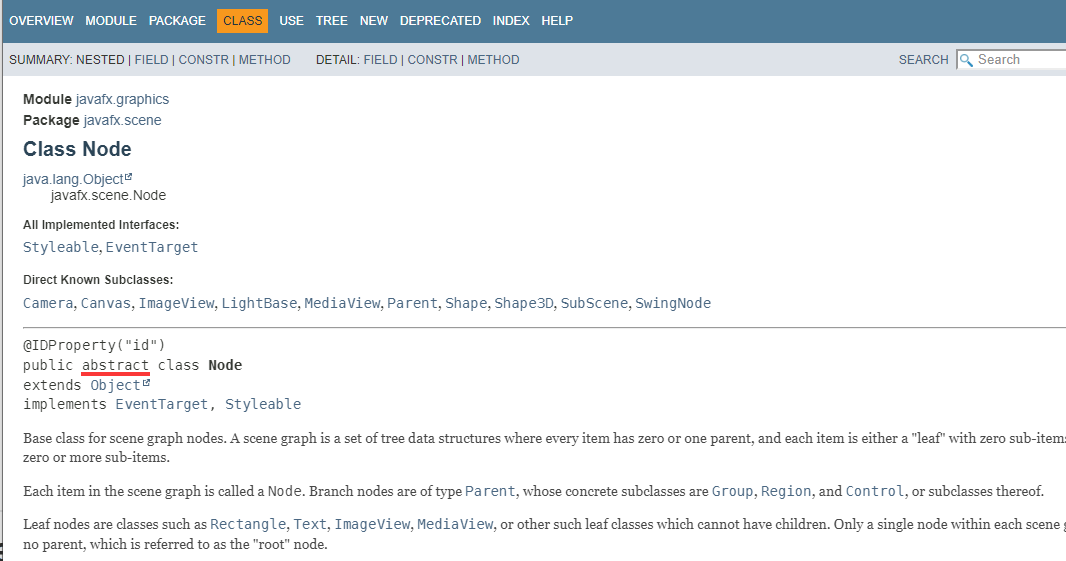 OVERVIEW MODULE PACKAGE CLASS USE TREE NEW DEPRECATED INDEX HELP
SUMMARY: NESTED | FIELD | CONSTR | METHOD DETAIL: FIELD | CONSTR | METHOD SEARCH Search
Module javafx.graphics
Package javafx.scene
Class Node
java.lang.Object
javafx.scene.Node
All Implemented Interfaces:
Styleable, EventTarget
Direct Known Subclasses:
Camera, Canvas, ImageView, LightBase, MediaView, Parent, Shape, Shape3D, SubScene, SwingNode
@IDProperty("id")
public abstract class Node
extends Object
implements EventTarget, Styleable
Base class for scene graph nodes. A scene graph is a set of tree data structures where every item has zero or one parent, and each item is either a "leaf" with zero sub-item
zero or more sub-items.
Each item in the scene graph is called a Node. Branch nodes are of type Parent, whose concrete subclasses are Group, Region, and Control, or subclasses thereof.
Leaf nodes are classes such as Rectangle, Text, ImageView, MediaView, or other such leaf classes which cannot have children. Only a single node within each scene
no parent, which is referred to as the "root" node.